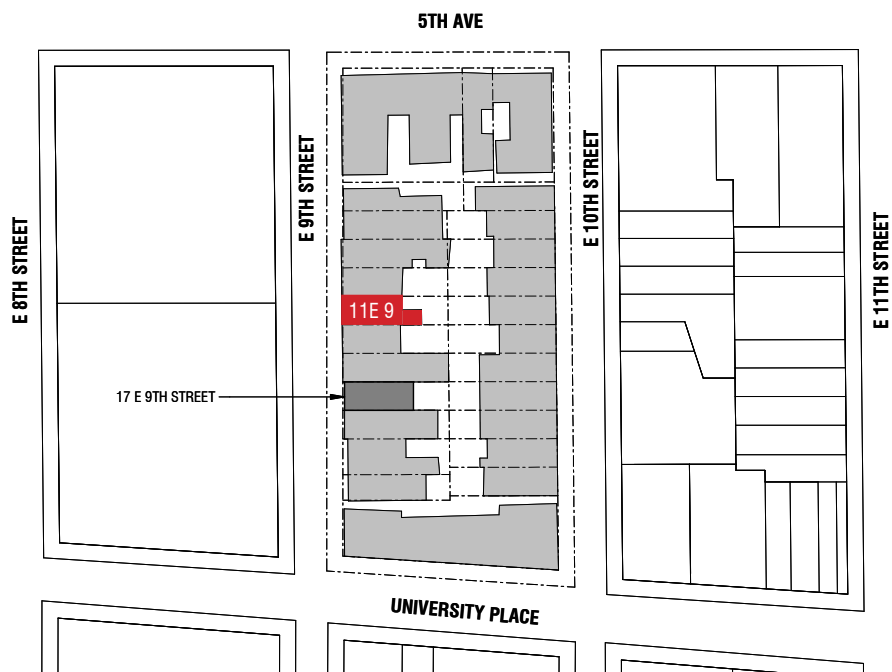 5TH AVE
E 8TH STREET
E 9TH STREET
E 10TH STREET
E 11TH STREET
11E 9
17 E 9TH STREET
UNIVERSITY PLACE